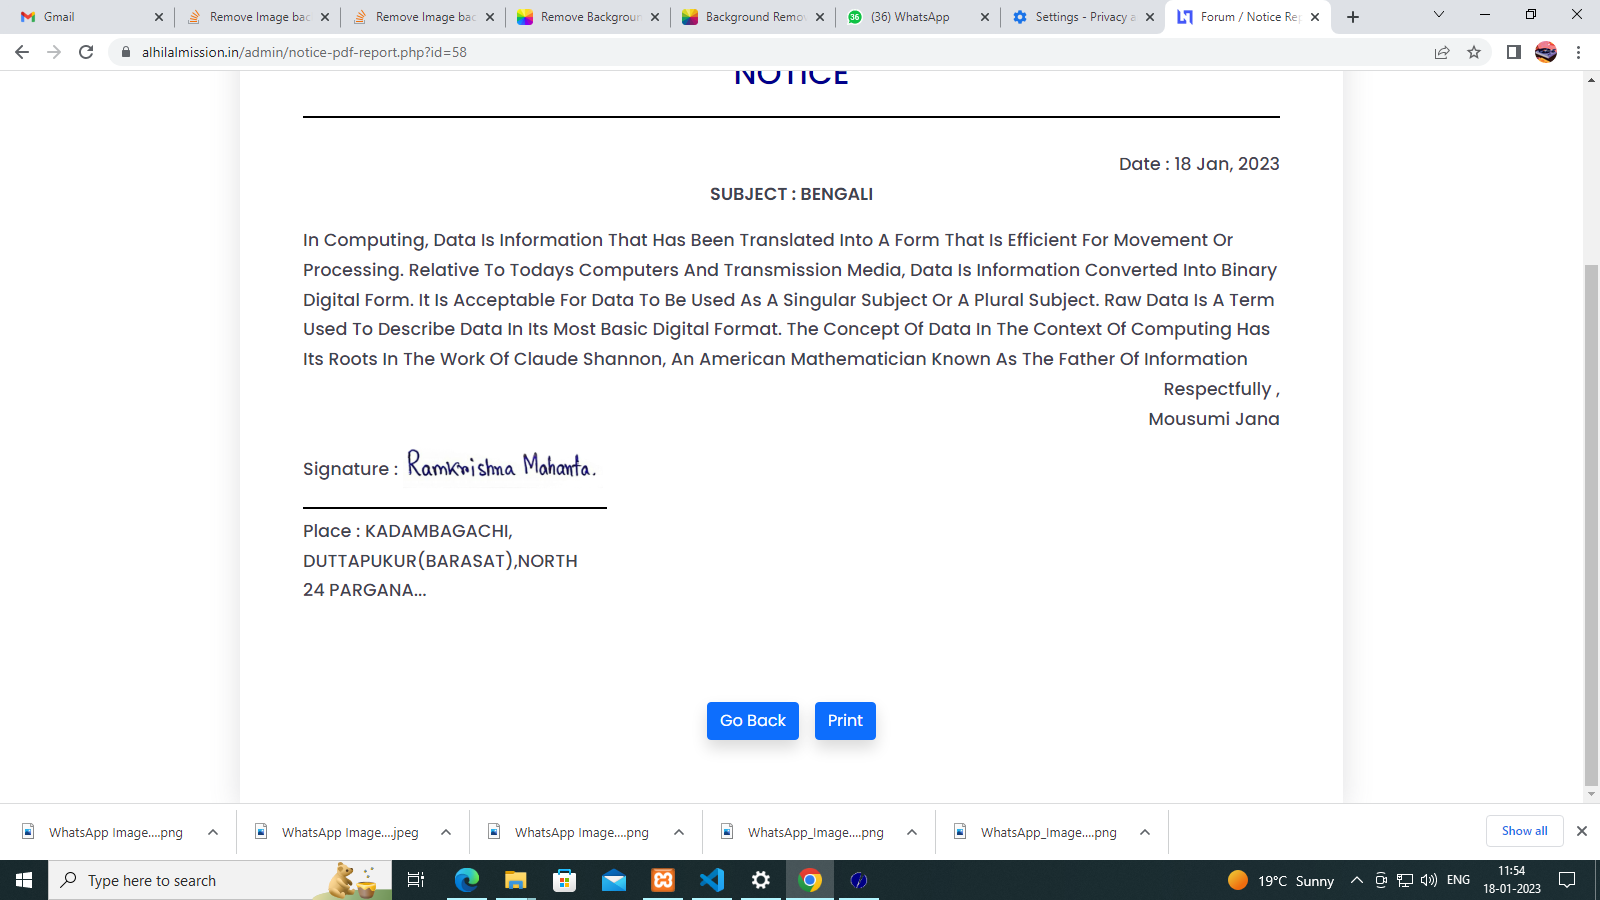 Gmail
Remove Image bac
Remove Image bac
Remove Backgroun
Background Remo
(36) WhatsApp
Settings - Privacy a
Forum / Notice Re
alhilalmission.in/admin/notice-pdf-report.php?id=58
NOTICE
Date : 18 Jan, 2023
SUBJECT : BENGALI
In Computing, Data Is Information That Has Been Translated Into A Form That Is Efficient For Movement Or
Processing. Relative To Todays Computers And Transmission Media, Data Is Information Converted Into Binary
Digital Form. It Is Acceptable For Data To Be Used As A Singular Subject Or A Plural Subject. Raw Data Is A Term
Used To Describe Data In Its Most Basic Digital Format. The Concept Of Data In The Context Of Computing Has
Its Roots In The Work Of Claude Shannon, An American Mathematician Known As The Father Of Information
Respectfully ,
Mousumi Jana
Signature : Ramkrishna Mahanta.
Place : KADAMBAGACHI,
DUTTAPUKUR(BARASAT),NORTH
24 PARGANA...
Go Back
Print
WhatsApp Image....png
WhatsApp Image....jpeg
WhatsApp Image....png
WhatsApp_Image....png
WhatsApp_Image....png
Show all
Type here to search
19°C Sunny
ENG
11:54
18-01-2023